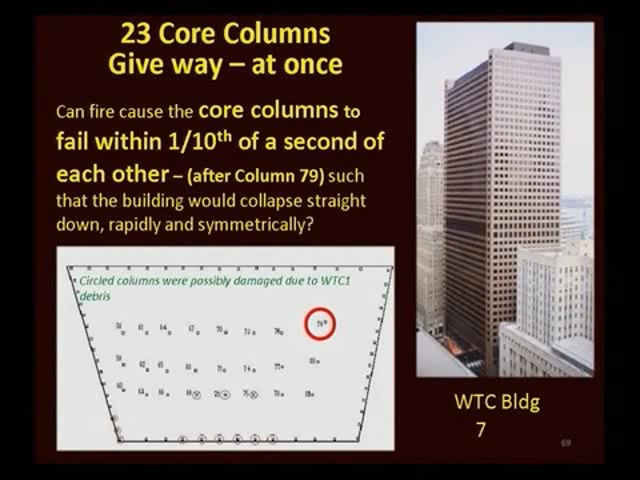 23 Core Columns
Give way – at once
Can fire cause the core columns to
fail within 1/10th of a second of
each other – (after Column 79) such
that the building would collapse straight
down, rapidly and symmetrically?
Circled columns were possibly damaged due to WTC1
debris
WTC Bldg
7
69